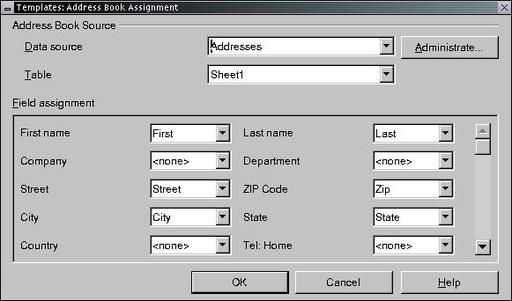 Templates: Address Book Assignment
Address Book Source
Data source Addresses Administrate...
Table Sheet1
Field assignment
First name First Last name Last
Company <none> Department <none>
Street Street ZIP Code Zip
City City State State
Country <none> Tel: Home <none>
OK Cancel Help